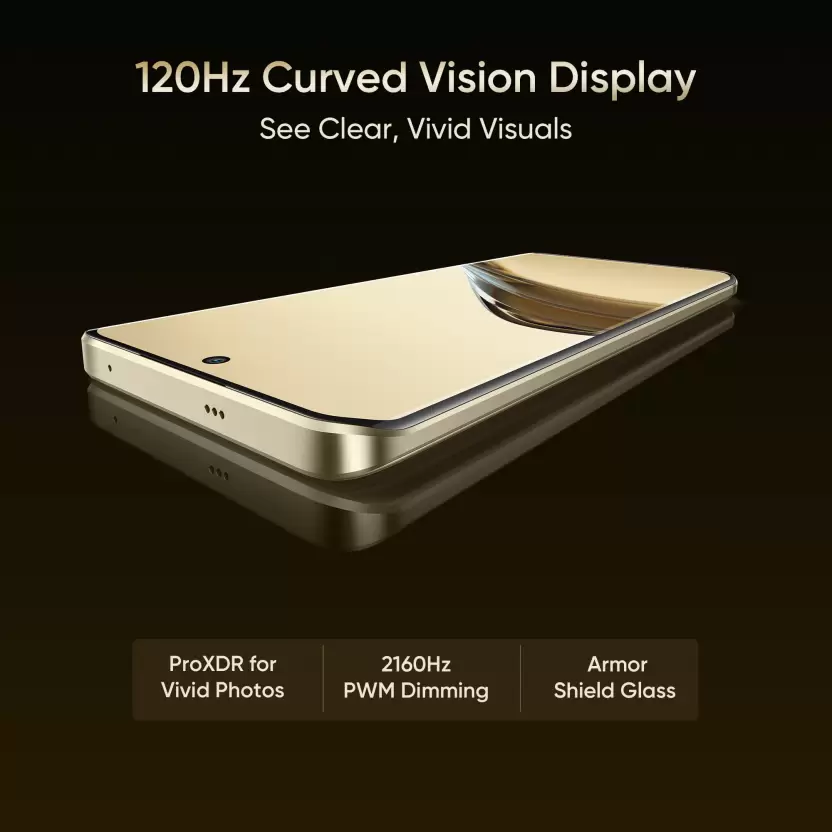 120Hz Curved Vision Display
See Clear, Vivid Visuals
ProXDR for
Vivid Photos
2160Hz
PWM Dimming
Armor
Shield Glass